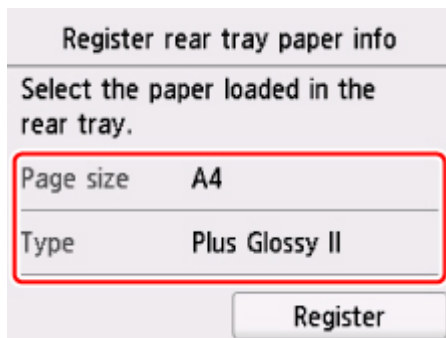 Register rear tray paper info
Select the paper loaded in the
rear tray.
Page size A4
Type Plus Glossy II
Register